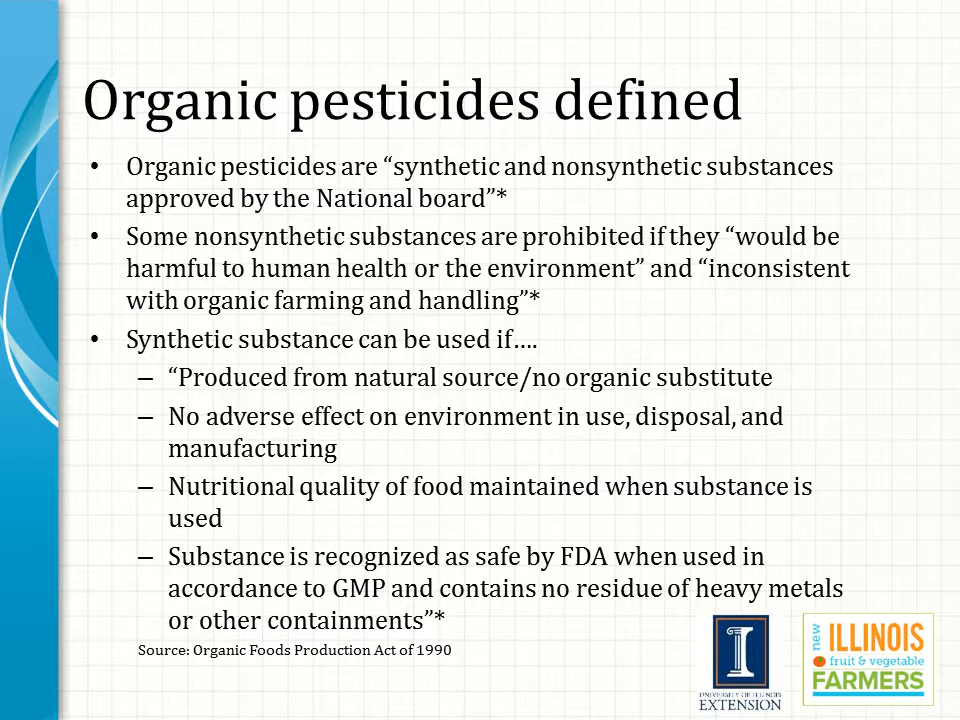 Organic pesticides defined
• Organic pesticides are “synthetic and nonsynthetic substances
approved by the National board”*
• Some nonsynthetic substances are prohibited if they “would be
harmful to human health or the environment” and “inconsistent
with organic farming and handling”*
• Synthetic substance can be used if….
– “Produced from natural source/no organic substitute
– No adverse effect on environment in use, disposal, and
manufacturing
– Nutritional quality of food maintained when substance is
used
– Substance is recognized as safe by FDA when used in
accordance to GMP and contains no residue of heavy metals
or other containments”*
Source: Organic Foods Production Act of 1990
I
UNIVERSITY OF ILLINOIS
EXTENSION
new
ILLINOIS
fruit & vegetable
FARMERS